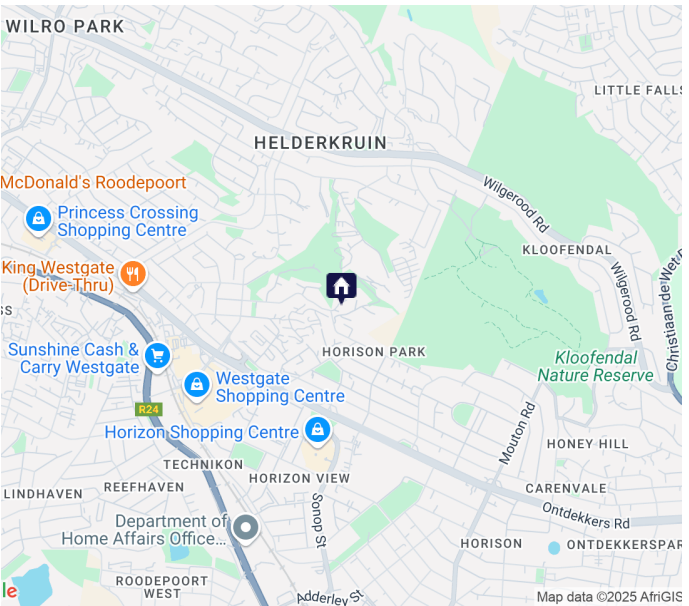 WILRO PARK
LITTLE FALLS
HELDERKRUIN
McDonald's Roodepoort
Wilgerood Rd
Princess Crossing
Shopping Centre
KLOOFENDAL
King Westgate
(Drive-Thru)
Wilgerood Rd
Christiaan de Wet
SS
Sunshine Cash &
Carry Westgate
HORISON PARK
Kloofendal
Nature Reserve
Westgate
Shopping Centre
R24
Horizon Shopping Centre
Mouton Rd
HONEY HILL
TECHNIKON
HORIZON VIEW
REEFHAVEN
LINDHAVEN
CARENVALE
Sonop St
Ontdekkers Rd
Department of
Home Affairs Office...
HORISON
ONTDEKKERSPAR
ROODEPOORT
WEST
le
Adderley St
Map data ©2025 AfriGIS